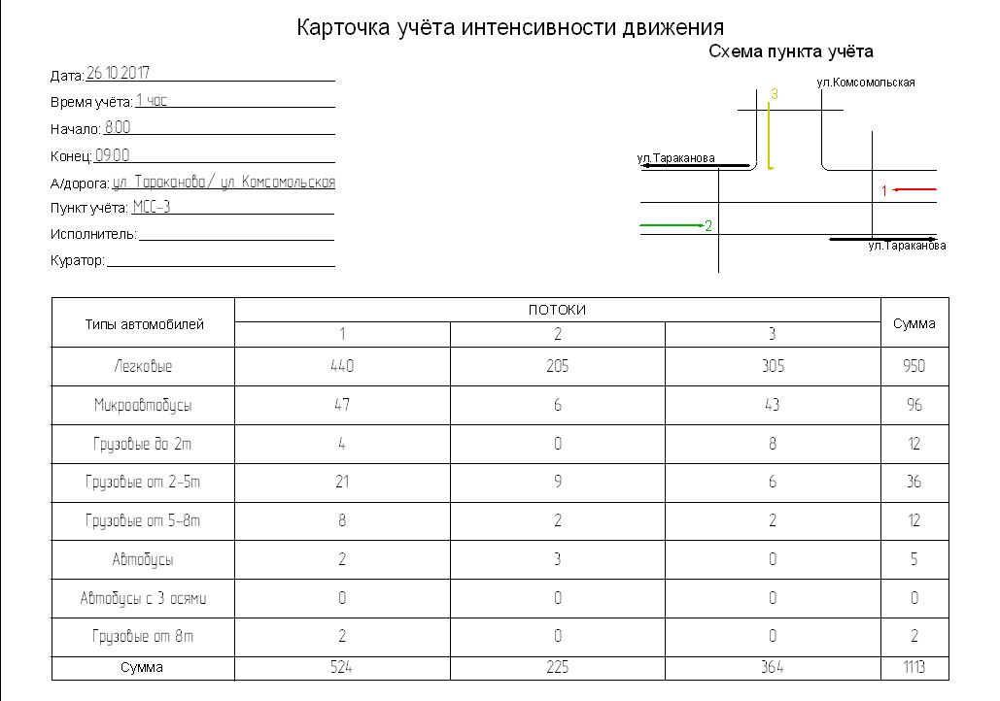 Карточка учёта интенсивности движения
Схема пункта учёта
Дата: 26.10.2017
Время учёта: 1 час
Начало: 8:00
Конец: 09.00
А/дорога: ул. Тараканова/ ул. Комсомольская
Пункт учёта: МСС-3
Исполнитель:
Куратор:
ул.Комсомольская
3
ул.Тараканова
1
2
ул.Тараканова
Типы автомобилей ПОТОКИ Сумма
1 2 3
Легковые 440 205 305 950
Микроавтобусы 47 6 43 96
Грузовые до 2т 4 0 8 12
Грузовые от 2-5т 21 9 6 36
Грузовые от 5-8т 8 2 2 12
Автобусы 2 3 0 5
Автобусы с 3 осями 0 0 0 0
Грузовые от 8т 2 0 0 2
Сумма 524 225 364 1113